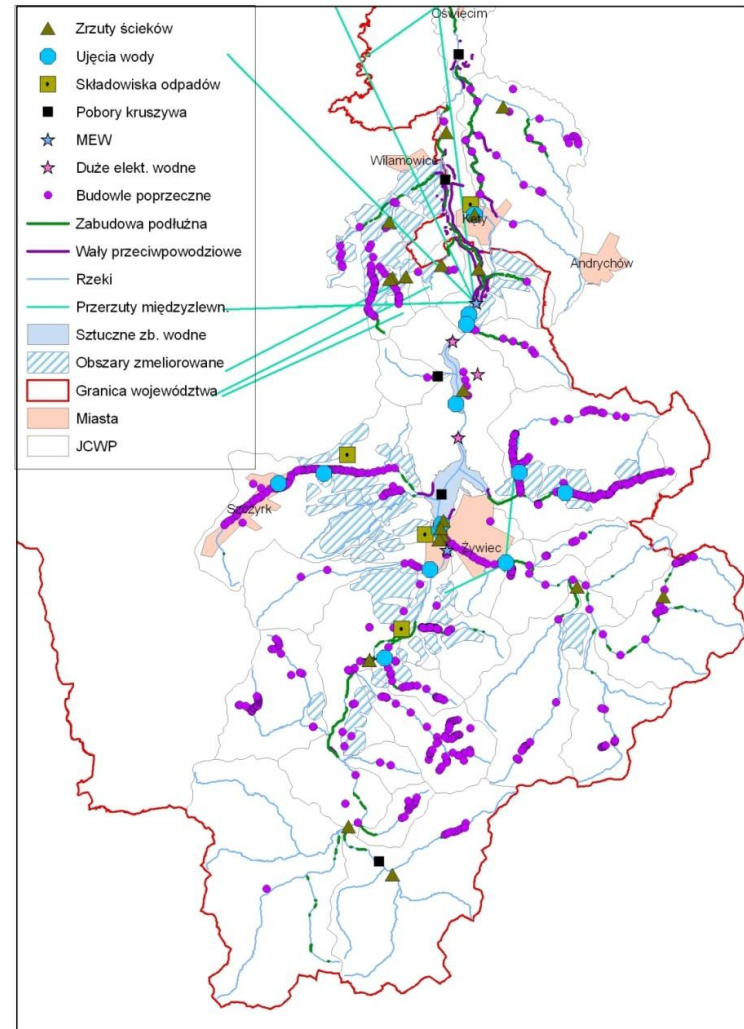 Zrzuty ścieków
Ujęcia wody
Składowiska odpadów
Pobory kruszywa
MEW
Duże elekt. wodne
Budowle poprzeczne
Zabudowa podłużna
Wały przeciwpowodziowe
Rzeki
Przerzuty międzyzlewn.
Sztuczne zb. wodne
Obszary zmeliorowane
Granica województwa
Miasta
JCWP
Oświęcim
Wilamowice
Kęty
Andrychów
Szczyrk
Żywiec